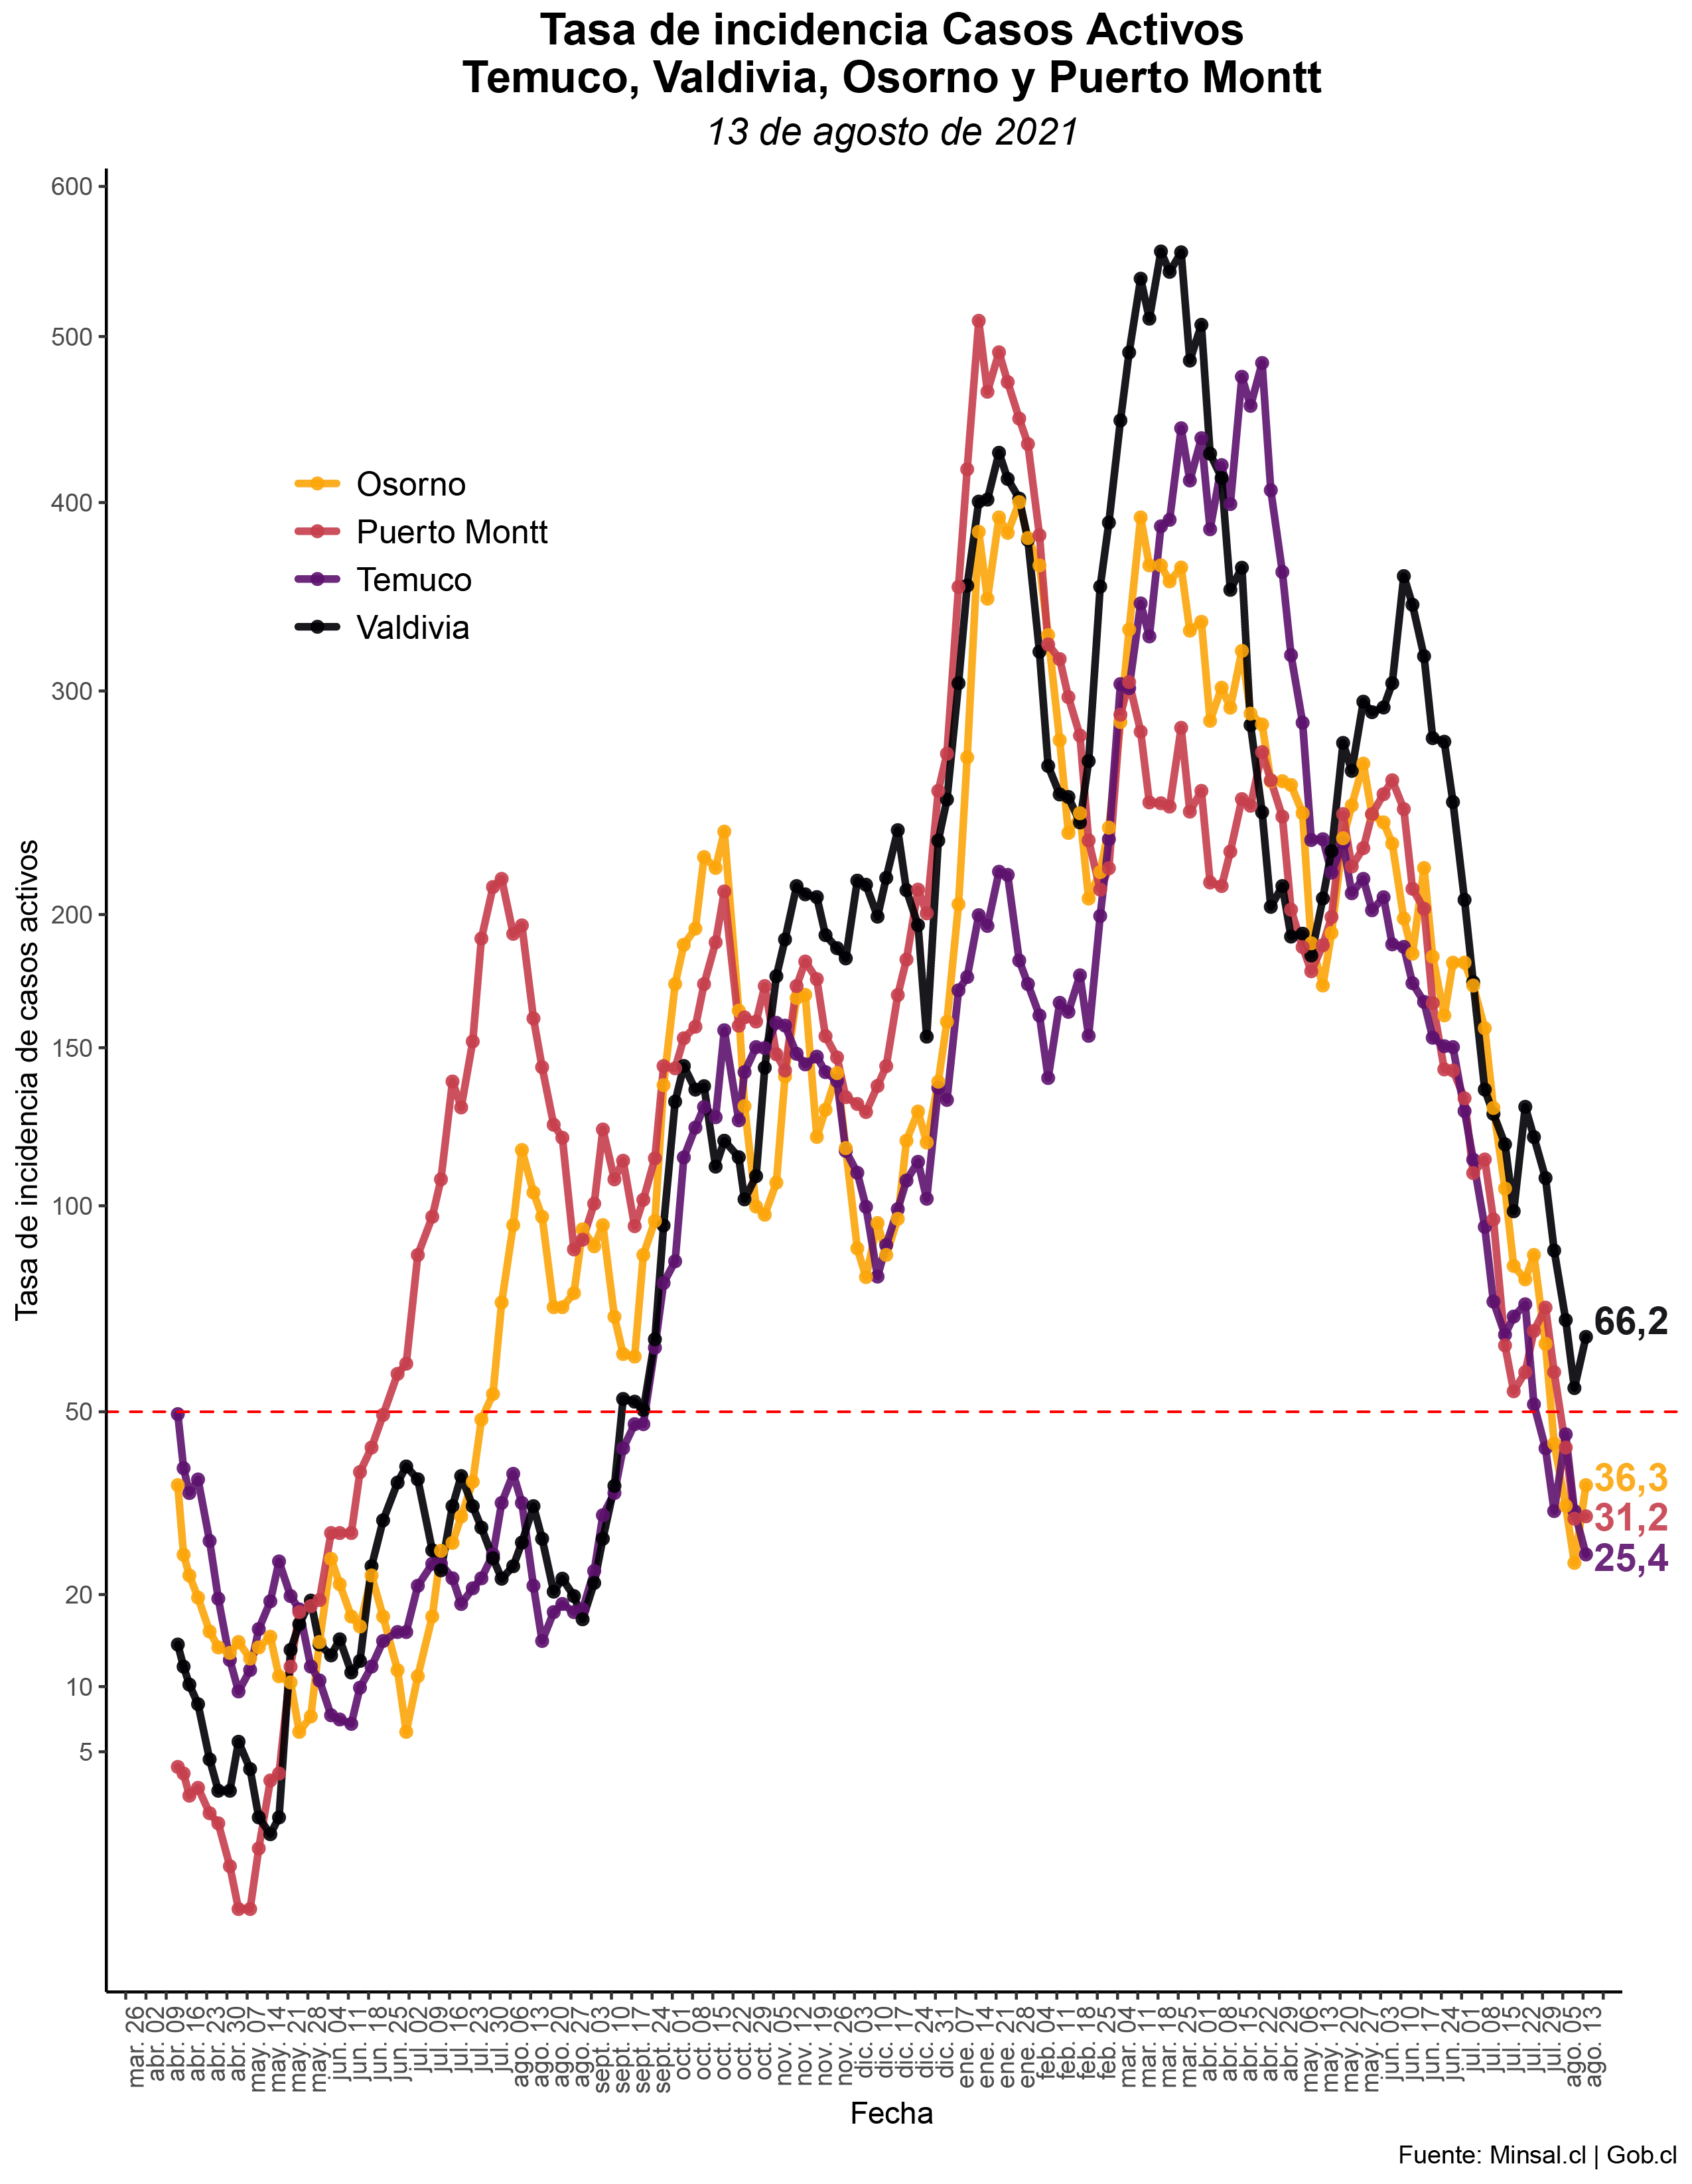 Tasa de incidencia Casos Activos
Temuco, Valdivia, Osorno y Puerto Montt
13 de agosto de 2021
Tasa de incidencia de casos activos
600
500
400
300
200
150
100
50
20
10
5
Osorno
Puerto Montt
Temuco
Valdivia
66,2
36,3
31,2
25,4
mar. 26
abr. 02
abr. 09
abr. 16
abr. 23
abr. 30
may. 07
may. 14
may. 21
may. 28
jun. 04
jun. 11
jun. 18
jun. 25
jul. 02
jul. 09
jul. 16
jul. 23
jul. 30
ago. 06
ago. 13
ago. 20
ago. 27
sept. 03
sept. 10
sept. 17
sept. 24
oct. 01
oct. 08
oct. 15
oct. 22
oct. 29
nov. 05
nov. 12
nov. 19
nov. 26
dic. 03
dic. 10
dic. 17
dic. 24
dic. 31
ene. 07
ene. 14
ene. 21
ene. 28
feb. 04
feb. 11
feb. 18
feb. 25
mar. 04
mar. 11
mar. 18
mar. 25
abr. 01
abr. 08
abr. 15
abr. 22
abr. 29
may. 06
may. 13
may. 20
may. 27
jun. 03
jun. 10
jun. 17
jun. 24
jul. 01
jul. 08
jul. 15
jul. 22
jul. 29
ago. 05
ago. 13
Fecha
Fuente: Minsal.cl | Gob.cl